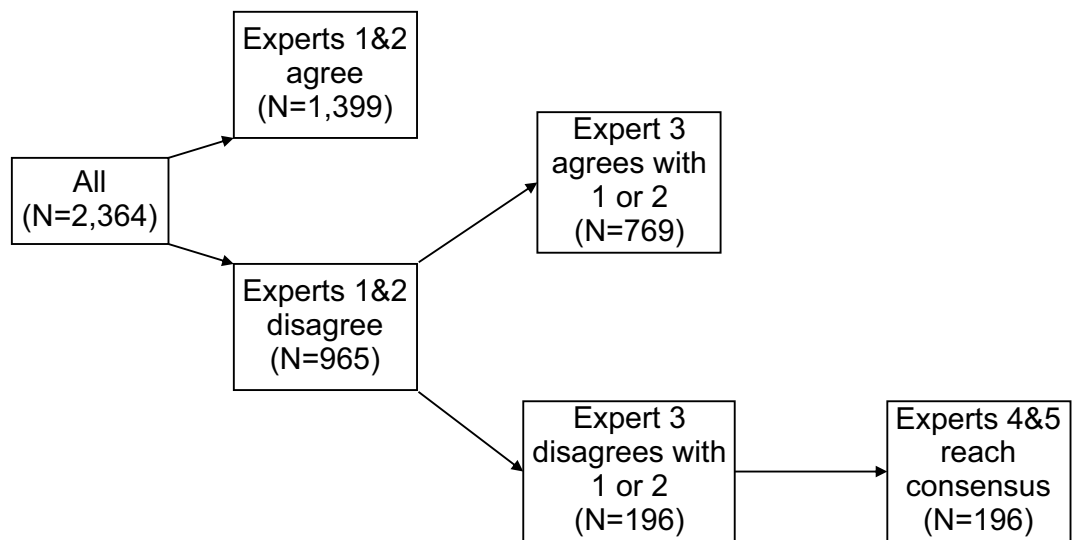 All
(N=2,364)
Experts 1&2
agree
(N=1,399)
Experts 1&2
disagree
(N=965)
Expert 3
agrees with
1 or 2
(N=769)
Expert 3
disagrees with
1 or 2
(N=196)
Experts 4&5
reach
consensus
(N=196)